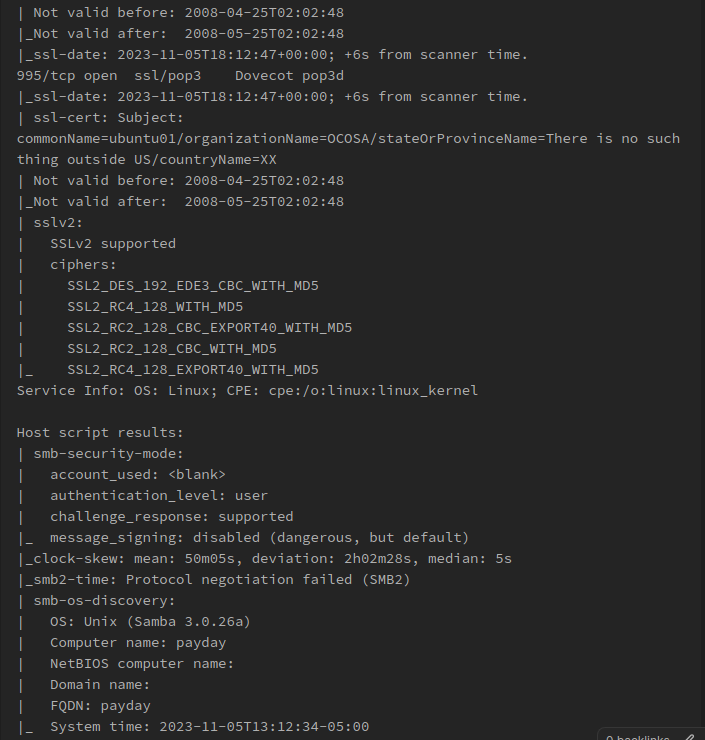 | Not valid before: 2008-04-25T02:02:48
|_Not valid after:  2008-05-25T02:02:48
|_ssl-date: 2023-11-05T18:12:47+00:00; +6s from scanner time.
995/tcp open  ssl/pop3    Dovecot pop3d
|_ssl-date: 2023-11-05T18:12:47+00:00; +6s from scanner time.
| ssl-cert: Subject:
commonName=ubuntu01/organizationName=OCOSA/stateOrProvinceName=There is no such
thing outside US/countryName=XX
| Not valid before: 2008-04-25T02:02:48
|_Not valid after:  2008-05-25T02:02:48
| sslv2:
|   SSLv2 supported
|   ciphers:
|     SSL2_DES_192_EDE3_CBC_WITH_MD5
|     SSL2_RC4_128_WITH_MD5
|     SSL2_RC2_128_CBC_EXPORT40_WITH_MD5
|     SSL2_RC2_128_CBC_WITH_MD5
|_    SSL2_RC4_128_EXPORT40_WITH_MD5
Service Info: OS: Linux; CPE: cpe:/o:linux:linux_kernel

Host script results:
| smb-security-mode:
|   account_used: <blank>
|   authentication_level: user
|   challenge_response: supported
|_  message_signing: disabled (dangerous, but default)
|_clock-skew: mean: 50m05s, deviation: 2h02m28s, median: 5s
|_smb2-time: Protocol negotiation failed (SMB2)
| smb-os-discovery:
|   OS: Unix (Samba 3.0.26a)
|   Computer name: payday
|   NetBIOS computer name:
|   Domain name:
|   FQDN: payday
|_  System time: 2023-11-05T13:12:34-05:00
0 backlinks